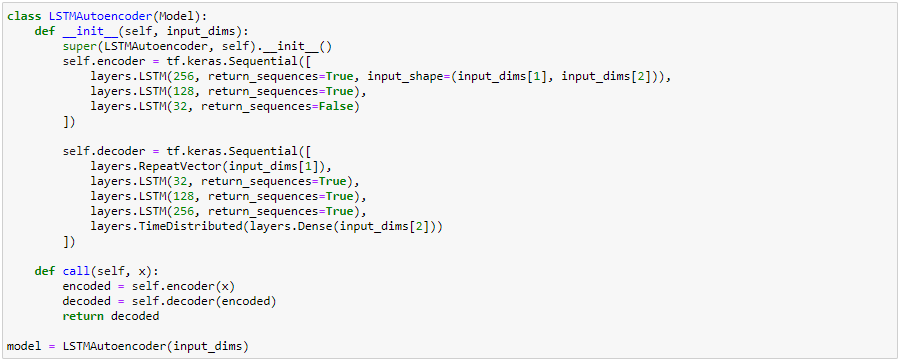 class LSTMAutoencoder(Model):
    def __init__(self, input_dims):
        super(LSTMAutoencoder, self).__init__()
        self.encoder = tf.keras.Sequential([
            layers.LSTM(256, return_sequences=True, input_shape=(input_dims[1], input_dims[2])),
            layers.LSTM(128, return_sequences=True),
            layers.LSTM(32, return_sequences=False)
        ])

        self.decoder = tf.keras.Sequential([
            layers.RepeatVector(input_dims[1]),
            layers.LSTM(32, return_sequences=True),
            layers.LSTM(128, return_sequences=True),
            layers.LSTM(256, return_sequences=True),
            layers.TimeDistributed(layers.Dense(input_dims[2]))
        ])

    def call(self, x):
        encoded = self.encoder(x)
        decoded = self.decoder(encoded)
        return decoded

model = LSTMAutoencoder(input_dims)